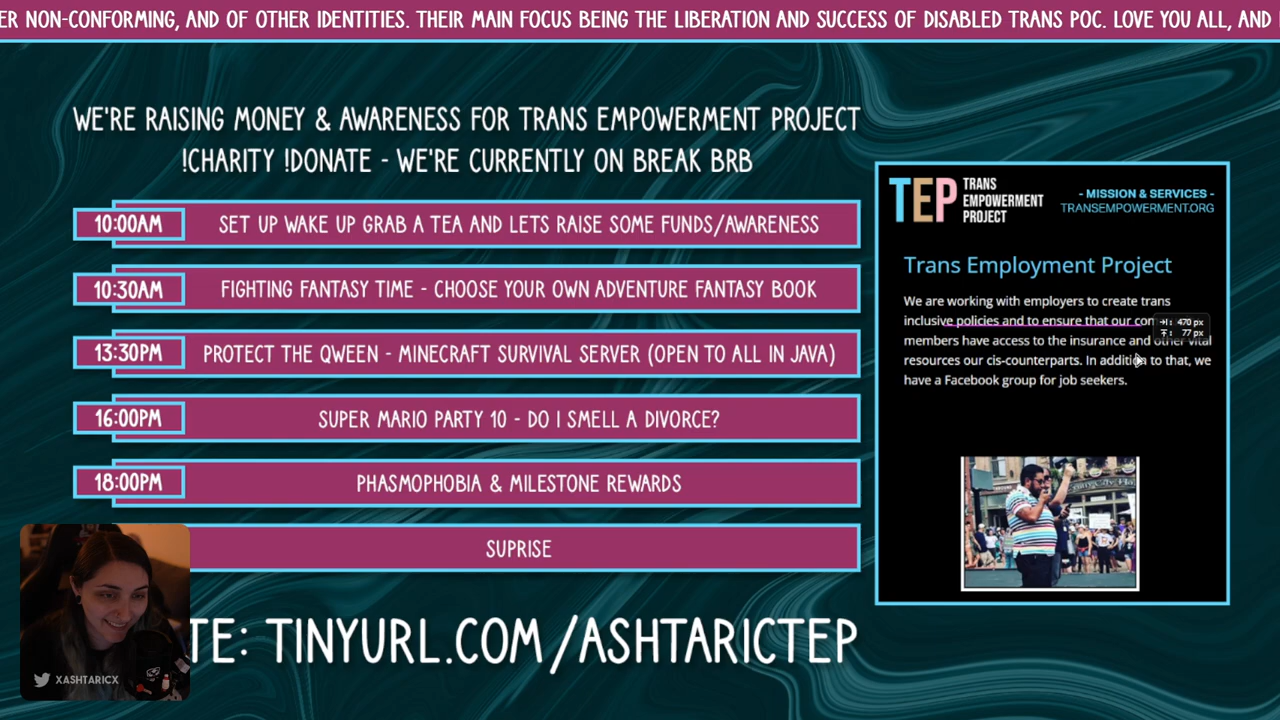 ER NON-CONFORMING, AND OF OTHER IDENTITIES. THEIR MAIN FOCUS BEING THE LIBERATION AND SUCCESS OF DISABLED TRANS POC. LOVE YOU ALL, AND
WE'RE RAISING MONEY & AWARENESS FOR TRANS EMPOWERMENT PROJECT
!CHARITY !DONATE - WE'RE CURRENTLY ON BREAK BRB
10:00AM SET UP WAKE UP GRAB A TEA AND LETS RAISE SOME FUNDS/AWARENESS
10:30AM FIGHTING FANTASY TIME - CHOOSE YOUR OWN ADVENTURE FANTASY BOOK
13:30PM PROTECT THE QWEEN - MINECRAFT SURVIVAL SERVER (OPEN TO ALL IN JAVA)
16:00PM SUPER MARIO PARTY 10 - DO I SMELL A DIVORCE?
18:00PM PHASMOPHOBIA & MILESTONE REWARDS
SUPRISE
TE: TINYURL.COM/ASHTARICTEP
XASHTARICX
TEP TRANS
EMPOWERMENT
PROJECT
- MISSION & SERVICES -
TRANSEMPOWERMENT.ORG
Trans Employment Project
We are working with employers to create trans
inclusive policies and to ensure that our com
members have access to the insurance and other vital
resources our cis-counterparts. In addition to that, we
have a Facebook group for job seekers.
470 px
77 px